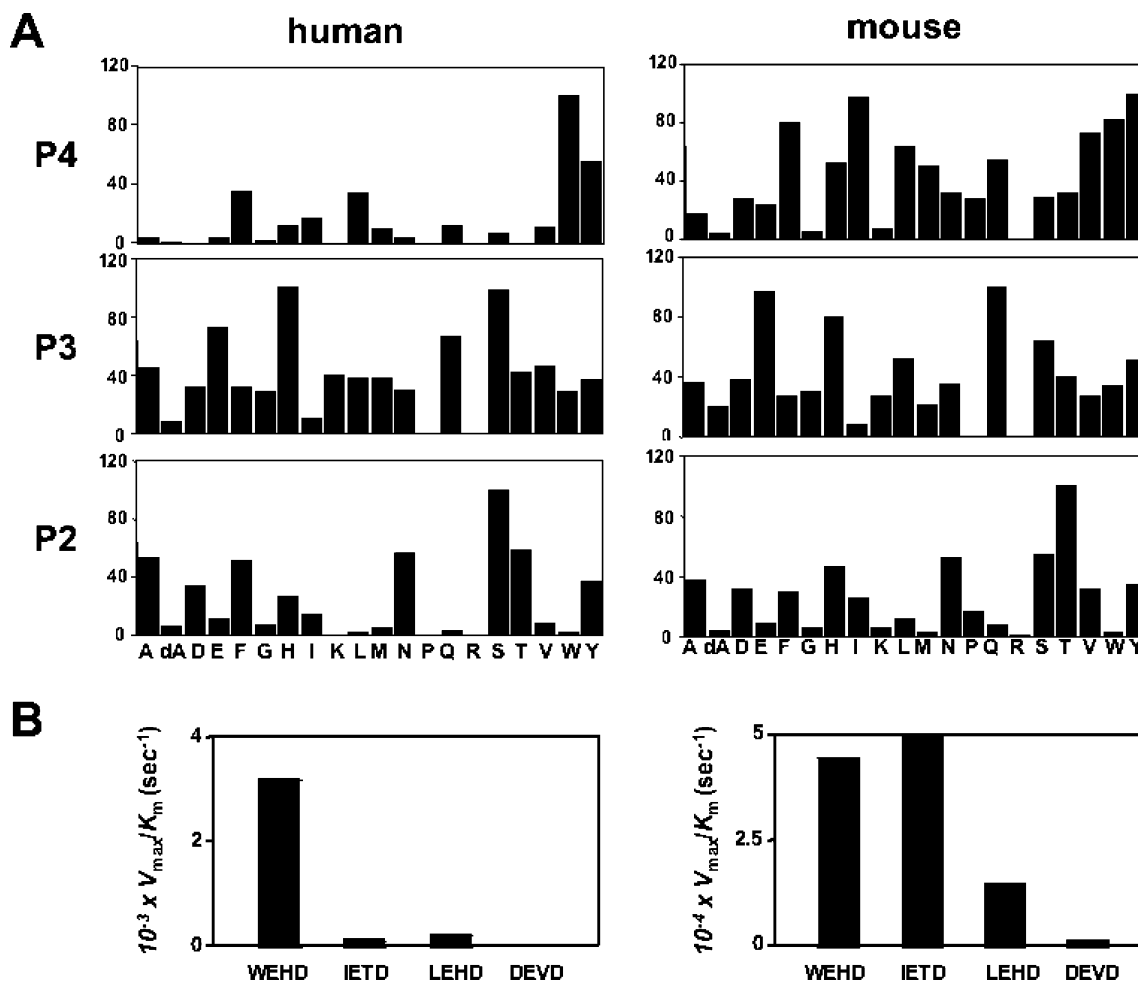 A
human
mouse
P4
120
80
40
0
120
80
40
0
P3
120
80
40
0
120
80
40
0
P2
120
80
40
0
120
80
40
0
A dA D E F G H I K L M N P Q R S T V W Y
A dA D E F G H I K L M N P Q R S T V W Y
B
10⁻³ x Vmax/Km (sec⁻¹)
4
2
0
WEHD IETD LEHD DEVD
10⁻⁴ x Vmax/Km (sec⁻¹)
5
2.5
0
WEHD IETD LEHD DEVD